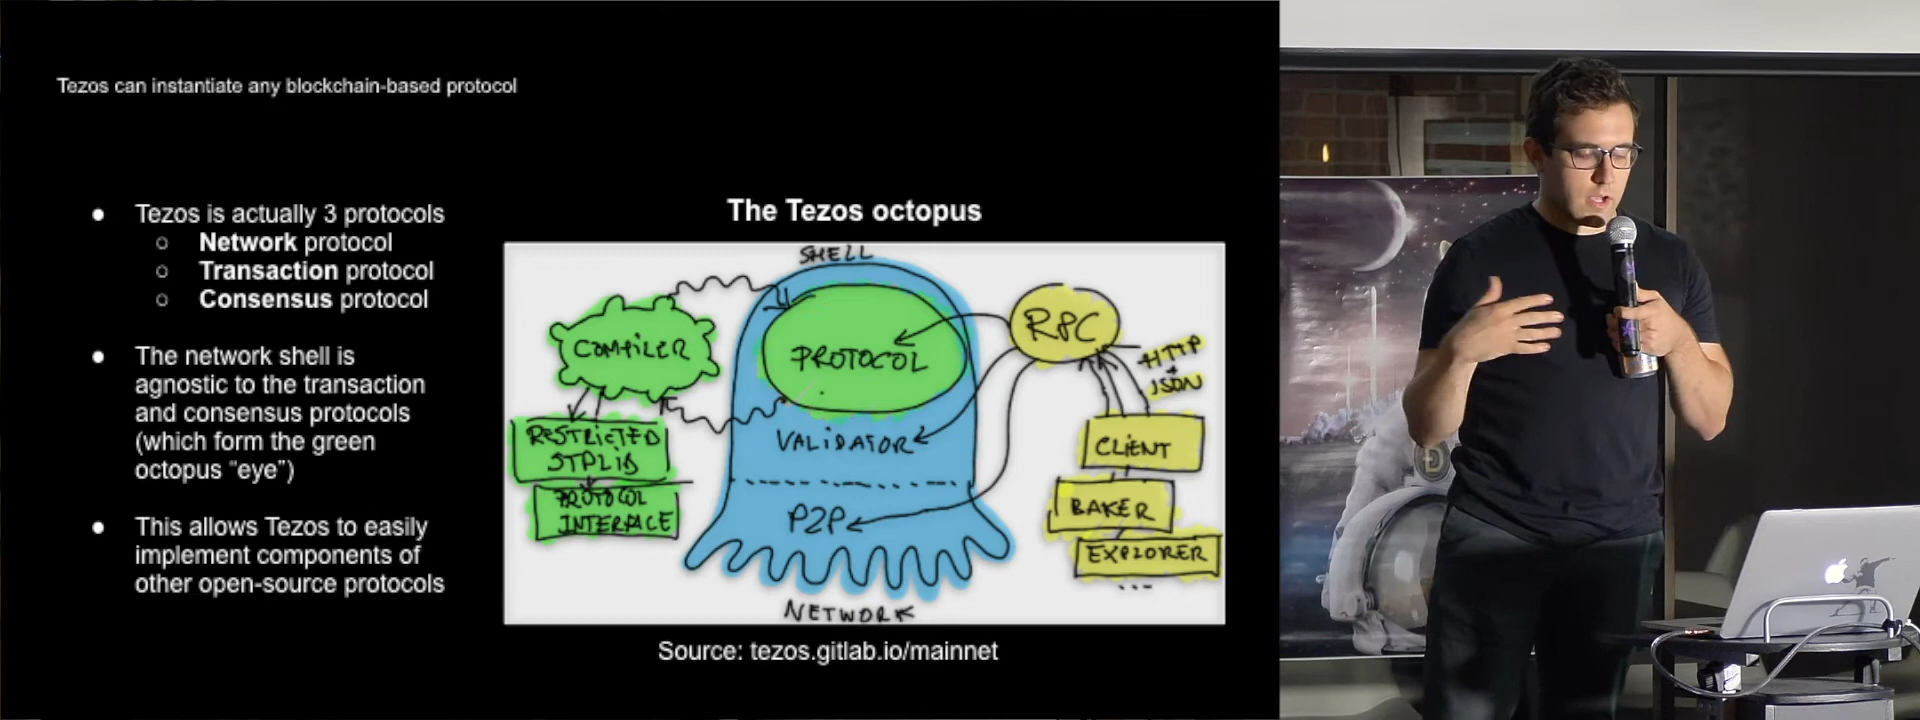 Tezos can instantiate any blockchain-based protocol
● Tezos is actually 3 protocols
○ Network protocol
○ Transaction protocol
○ Consensus protocol
● The network shell is
agnostic to the transaction
and consensus protocols
(which form the green
octopus “eye”)
● This allows Tezos to easily
implement components of
other open-source protocols
The Tezos octopus
SHELL
COMPILER
PROTOCOL
RPC
HTTP
+
JSON
RESTRICTED
STDLIB
PROTOCOL
INTERFACE
VALIDATOR
P2P
CLIENT
BAKER
EXPLORER
...
NETWORK
Source: tezos.gitlab.io/mainnet